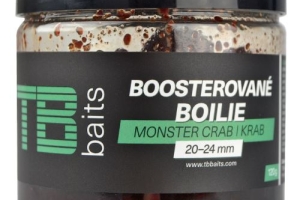 TB
baits
BOOSTEROVANÉ
BOILIE
MONSTER CRAB I KRAB
20–24 mm
www.tbbaits.com